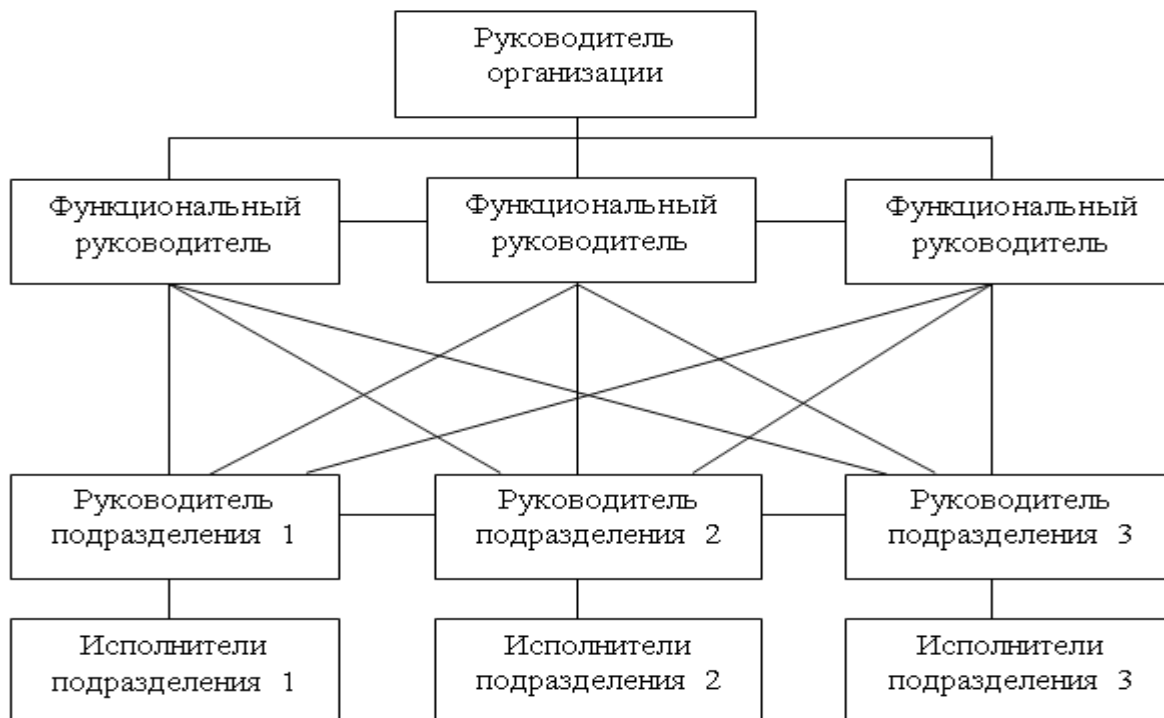 Руководитель
организации
Функциональный
руководитель
Функциональный
руководитель
Функциональный
руководитель
Руководитель
подразделения 1
Руководитель
подразделения 2
Руководитель
подразделения 3
Исполнители
подразделения 1
Исполнители
подразделения 2
Исполнители
подразделения 3